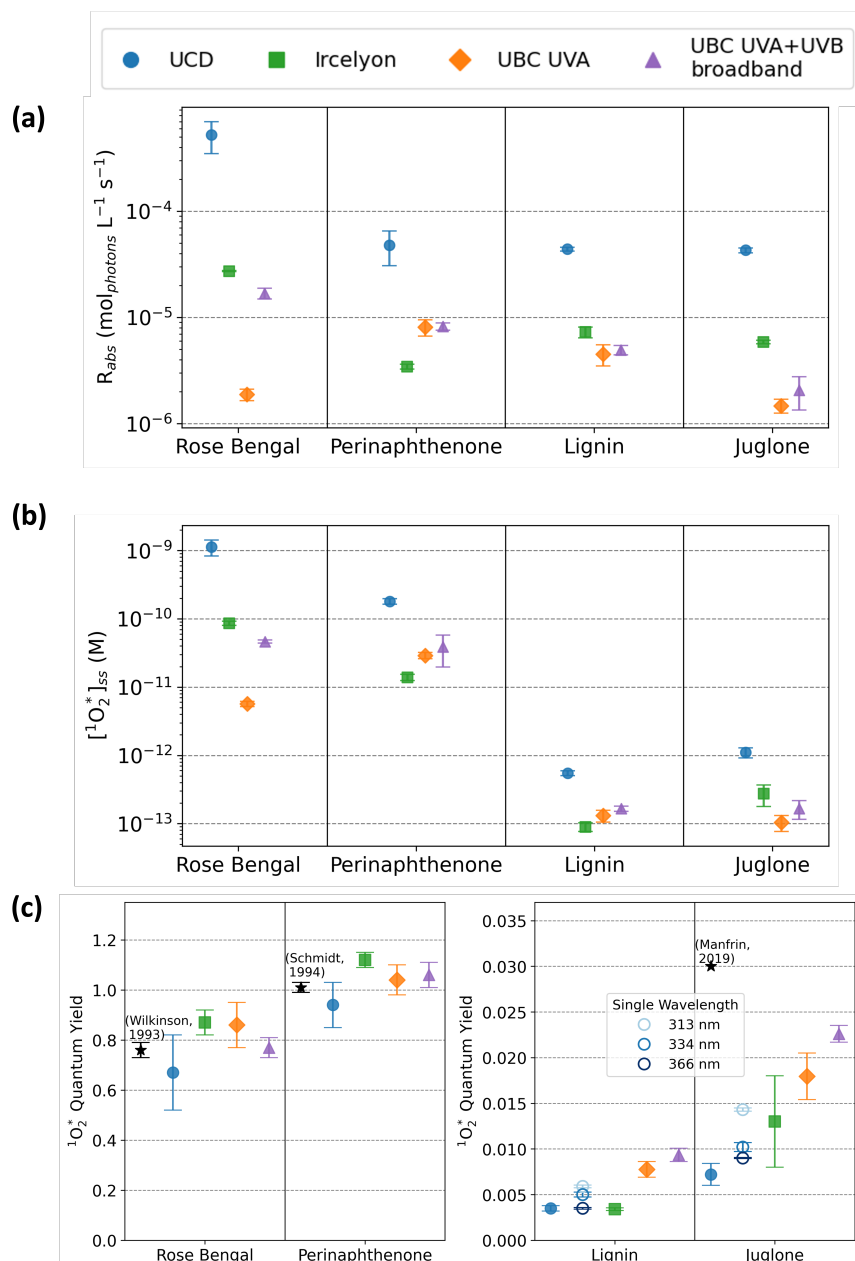 UCD
Ircelyon
UBC UVA
UBC UVA+UVB
broadband
(a)
R_abs (mol_photons L⁻¹ s⁻¹)
10⁻⁴
10⁻⁵
10⁻⁶
Rose Bengal
Perinaphthenone
Lignin
Juglone
(b)
[¹O₂*]ss (M)
10⁻⁹
10⁻¹⁰
10⁻¹¹
10⁻¹²
10⁻¹³
Rose Bengal
Perinaphthenone
Lignin
Juglone
(c)
¹O₂* Quantum Yield
1.2
1.0
0.8
0.6
0.4
0.2
0.0
(Wilkinson,
1993)
(Schmidt,
1994)
Rose Bengal
Perinaphthenone
¹O₂* Quantum Yield
0.035
0.030
0.025
0.020
0.015
0.010
0.005
0.000
(Manfrin,
2019)
Single Wavelength
313 nm
334 nm
366 nm
Lignin
Juglone